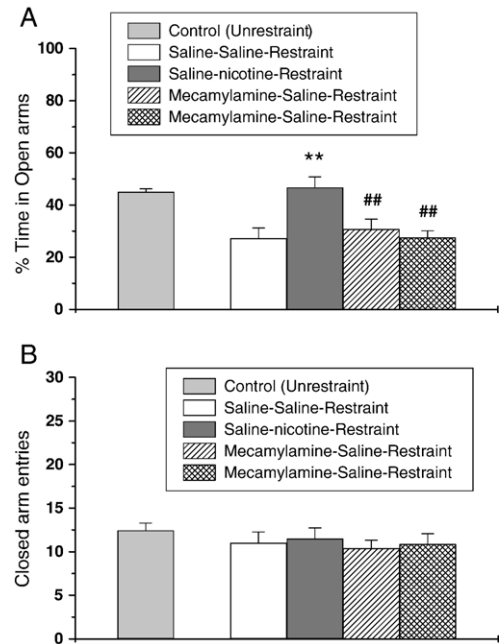 A
Control (Unrestraint)
Saline-Saline-Restraint
Saline-nicotine-Restraint
Mecamylamine-Saline-Restraint
Mecamylamine-Saline-Restraint
% Time in Open arms
100
80
60
40
20
0
**
##
##
B
Control (Unrestraint)
Saline-Saline-Restraint
Saline-nicotine-Restraint
Mecamylamine-Saline-Restraint
Mecamylamine-Saline-Restraint
Closed arm entries
30
25
20
15
10
5
0